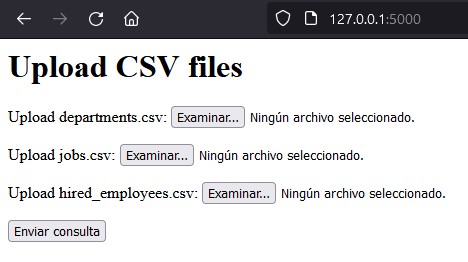 127.0.0.1:5000
Upload CSV files
Upload departments.csv: Examinar... Ningún archivo seleccionado.
Upload jobs.csv: Examinar... Ningún archivo seleccionado.
Upload hired_employees.csv: Examinar... Ningún archivo seleccionado.
Enviar consulta